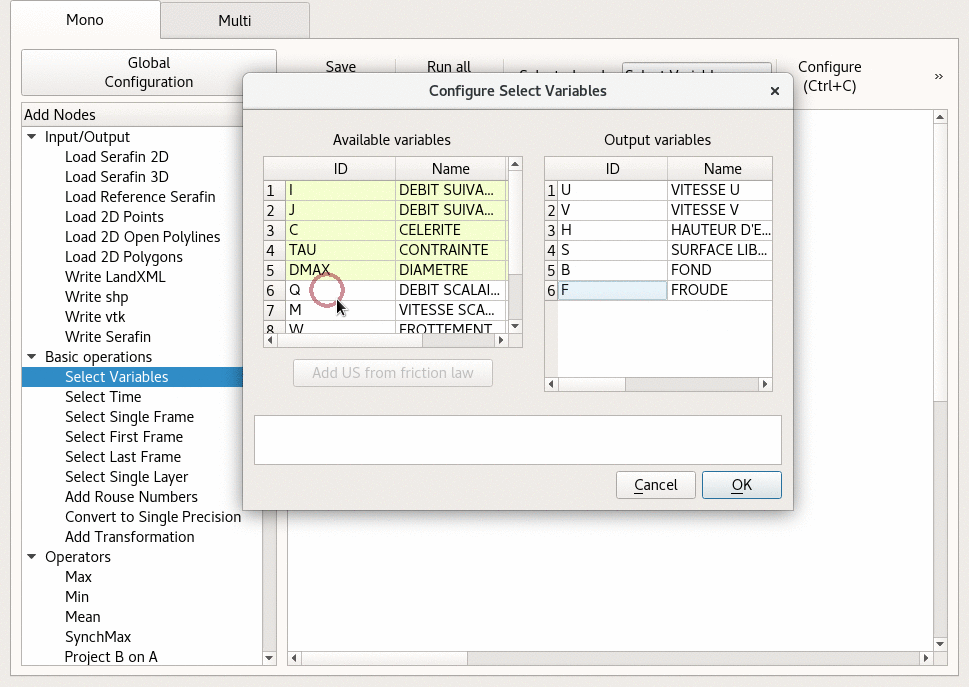 Mono
Multi
Global
Configuration
Save
Run all
Configure
(Ctrl+C)
»
Add Nodes
Input/Output
Load Serafin 2D
Load Serafin 3D
Load Reference Serafin
Load 2D Points
Load 2D Open Polylines
Load 2D Polygons
Write LandXML
Write shp
Write vtk
Write Serafin
Basic operations
Select Variables
Select Time
Select Single Frame
Select First Frame
Select Last Frame
Select Single Layer
Add Rouse Numbers
Convert to Single Precision
Add Transformation
Operators
Max
Min
Mean
SynchMax
Project B on A
Configure Select Variables
Available variables
ID Name
1 I DEBIT SUIVA...
2 J DEBIT SUIVA...
3 C CELERITE
4 TAU CONTRAINTE
5 DMAX DIAMETRE
6 Q DEBIT SCALAI...
7 M VITESSE SCA...
8 W FROTTEMENT
Add US from friction law
Output variables
ID Name
1 U VITESSE U
2 V VITESSE V
3 H HAUTEUR D'E...
4 S SURFACE LIB...
5 B FOND
6 F FROUDE
Cancel
OK